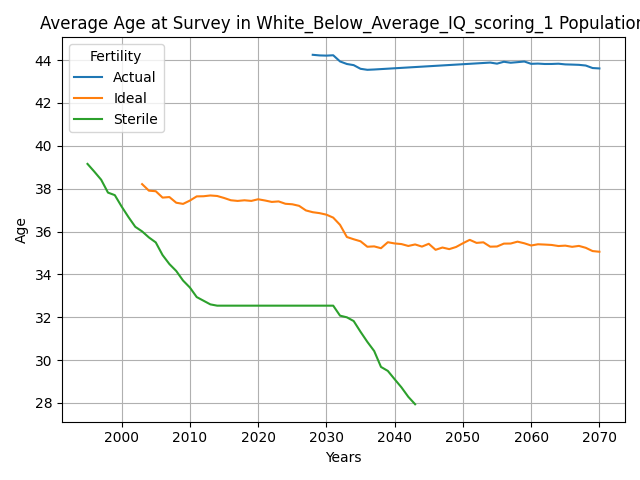 Average Age at Survey in White_Below_Average_IQ_scoring_1 Population
Fertility
Actual
Ideal
Sterile
44
42
40
38
36
34
32
30
28
Age
2000
2010
2020
2030
2040
2050
2060
2070
Years